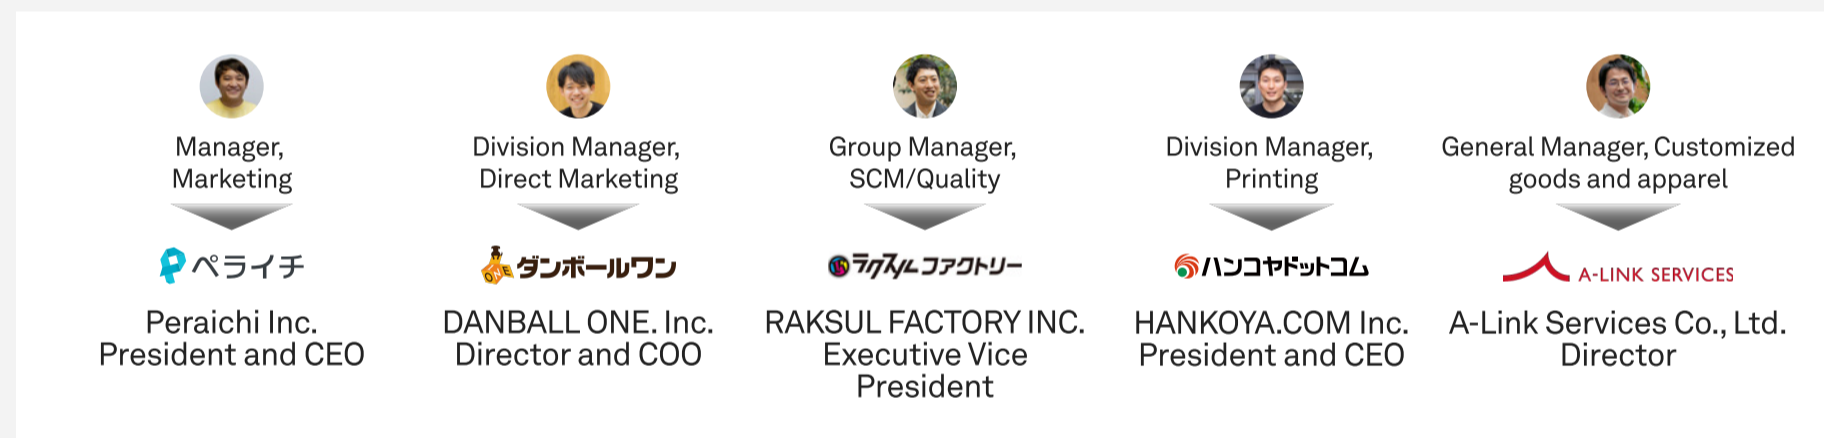 Manager,
Marketing
ペライチ
Peraichi Inc.
President and CEO
Division Manager,
Direct Marketing
ONE
ダンボールワン
DANBALL ONE. Inc.
Director and COO
Group Manager,
SCM/Quality
ラクスルファクトリー
RAKSUL FACTORY INC.
Executive Vice
President
Division Manager,
Printing
ハンコヤドットコム
HANKOYA.COM Inc.
President and CEO
General Manager, Customized
goods and apparel
A-LINK SERVICES
A-Link Services Co., Ltd.
Director